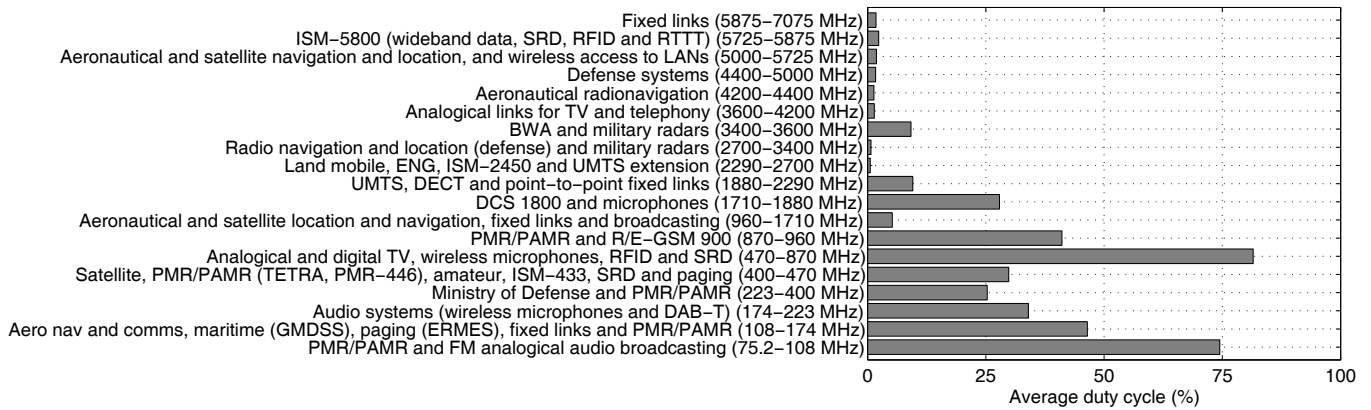 Fixed links (5875−7075 MHz)
ISM−5800 (wideband data, SRD, RFID and RTTT) (5725−5875 MHz)
Aeronautical and satellite navigation and location, and wireless access to LANs (5000−5725 MHz)
Defense systems (4400−5000 MHz)
Aeronautical radionavigation (4200−4400 MHz)
Analogical links for TV and telephony (3600−4200 MHz)
BWA and military radars (3400−3600 MHz)
Radio navigation and location (defense) and military radars (2700−3400 MHz)
Land mobile, ENG, ISM−2450 and UMTS extension (2290−2700 MHz)
UMTS, DECT and point−to−point fixed links (1880−2290 MHz)
DCS 1800 and microphones (1710−1880 MHz)
Aeronautical and satellite location and navigation, fixed links and broadcasting (960−1710 MHz)
PMR/PAMR and R/E−GSM 900 (870−960 MHz)
Analogical and digital TV, wireless microphones, RFID and SRD (470−870 MHz)
Satellite, PMR/PAMR (TETRA, PMR−446), amateur, ISM−433, SRD and paging (400−470 MHz)
Ministry of Defense and PMR/PAMR (223−400 MHz)
Audio systems (wireless microphones and DAB−T) (174−223 MHz)
Aero nav and comms, maritime (GMDSS), paging (ERMES), fixed links and PMR/PAMR (108−174 MHz)
PMR/PAMR and FM analogical audio broadcasting (75.2−108 MHz)
0 25 50 75 100
Average duty cycle (%)